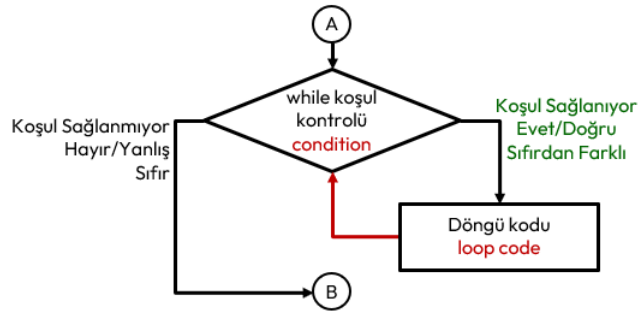 A
while koşul
kontrolü
condition
Koşul Sağlanmıyor
Hayır/Yanlış
Sıfır
Koşul Sağlanıyor
Evet/Doğru
Sıfırdan Farklı
Döngü kodu
loop code
B